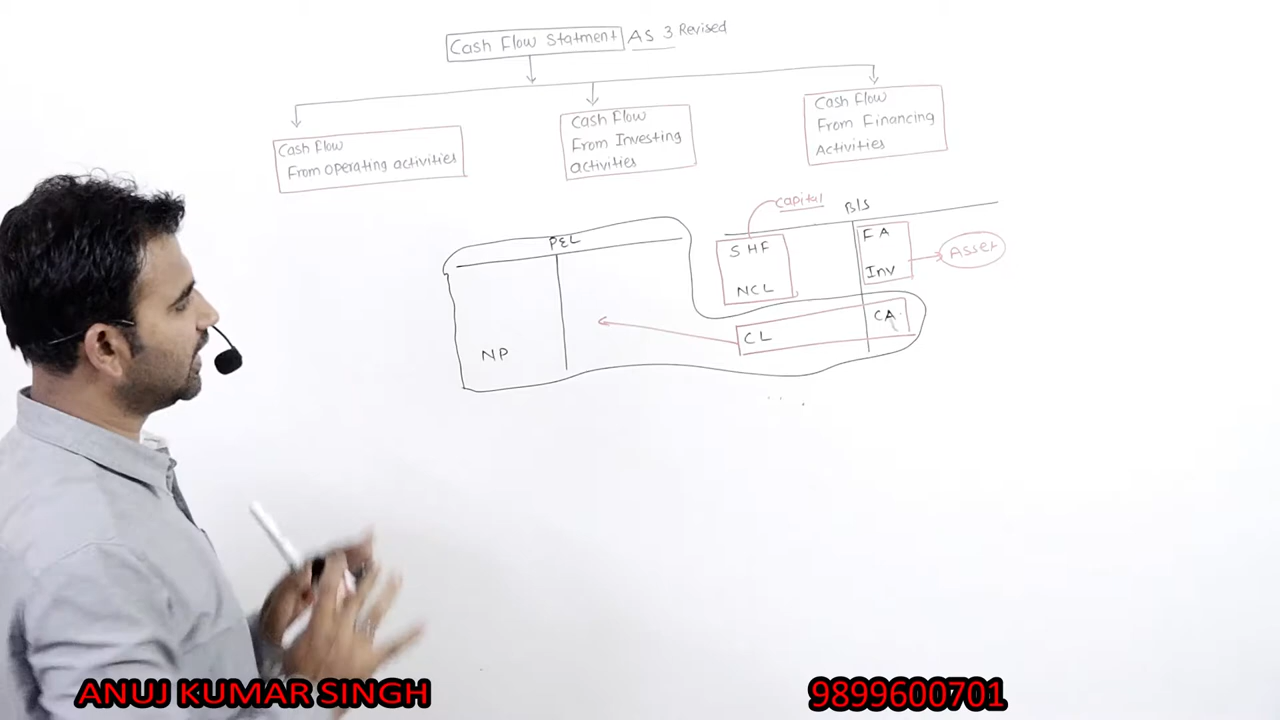 Cash Flow Statment AS 3 Revised
Cash Flow
From operating activities
Cash Flow
From Investing
activities
Cash Flow
From Financing
Activities
P&L
NP
capital
B/S
SHF
NCL
CL
FA
Inv
CA
Asset
ANUJ KUMAR SINGH
9899600701